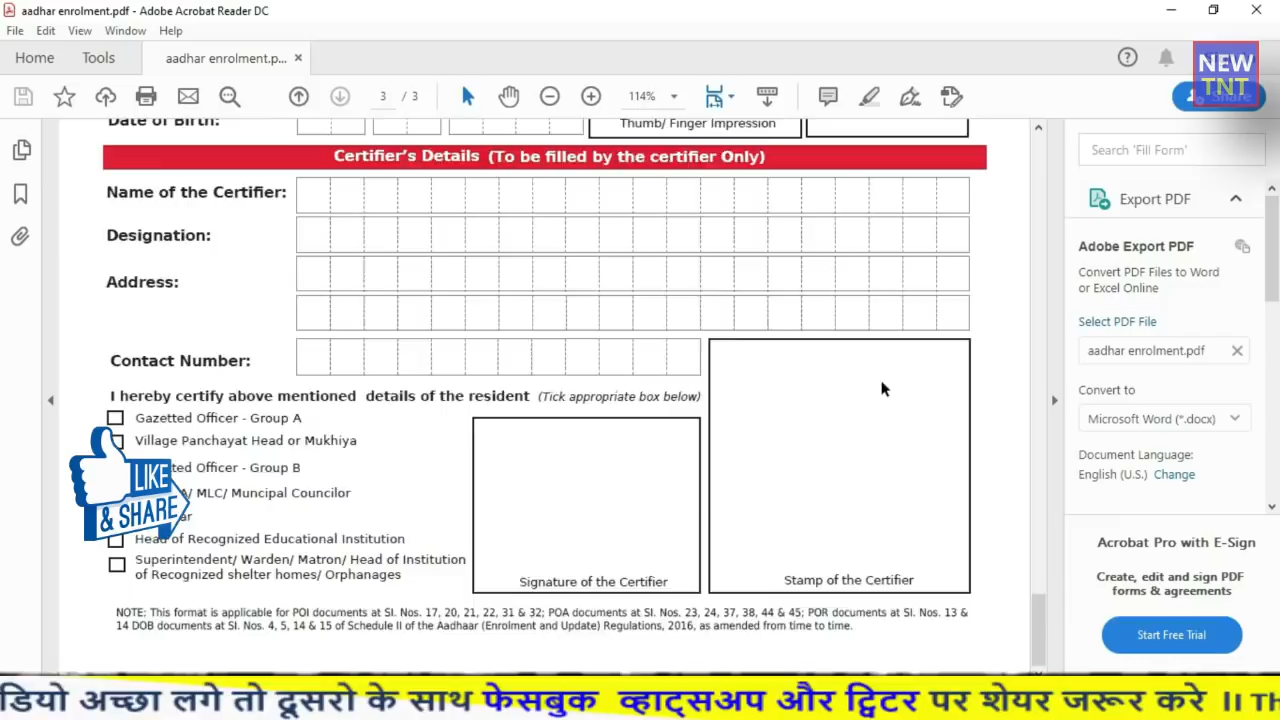 aadhar enrolment.pdf - Adobe Acrobat Reader DC
File Edit View Window Help
Home Tools aadhar enrolment.p... ×
NEW
TNT
3 / 3 114% Share
Date of Birth:
Thumb/ Finger Impression
Certifier's Details (To be filled by the certifier Only)
Name of the Certifier:
Designation:
Address:
Contact Number:
I hereby certify above mentioned details of the resident (Tick appropriate box below)
Gazetted Officer - Group A
Village Panchayat Head or Mukhiya
Officer - Group B
MLC/ Muncipal Councilor
Head of Recognized Educational Institution
Superintendent/ Warden/ Matron/ Head of Institution
of Recognized shelter homes/ Orphanages
Signature of the Certifier
Stamp of the Certifier
NOTE: This format is applicable for POI documents at SI. Nos. 17, 20, 21, 22, 31 & 32; POA documents at SI. Nos. 23, 24, 37, 38, 44 & 45; POR documents at SI. Nos. 13 &
14 DOB documents at SI. Nos. 4, 5, 14 & 15 of Schedule II of the Aadhaar (Enrolment and Update) Regulations, 2016, as amended from time to time.
LIKE
& SHARE
Search 'Fill Form'
Export PDF
Adobe Export PDF
Convert PDF Files to Word
or Excel Online
Select PDF File
aadhar enrolment.pdf
Convert to
Microsoft Word (*.docx)
Document Language:
English (U.S.) Change
Acrobat Pro with E-Sign
Create, edit and sign PDF
forms & agreements
Start Free Trial
डियो अच्छा लगे तो दूसरो के साथ फेसबुक व्हाट्सअप और ट्विटर पर शेयर जरूर करे ।। TH